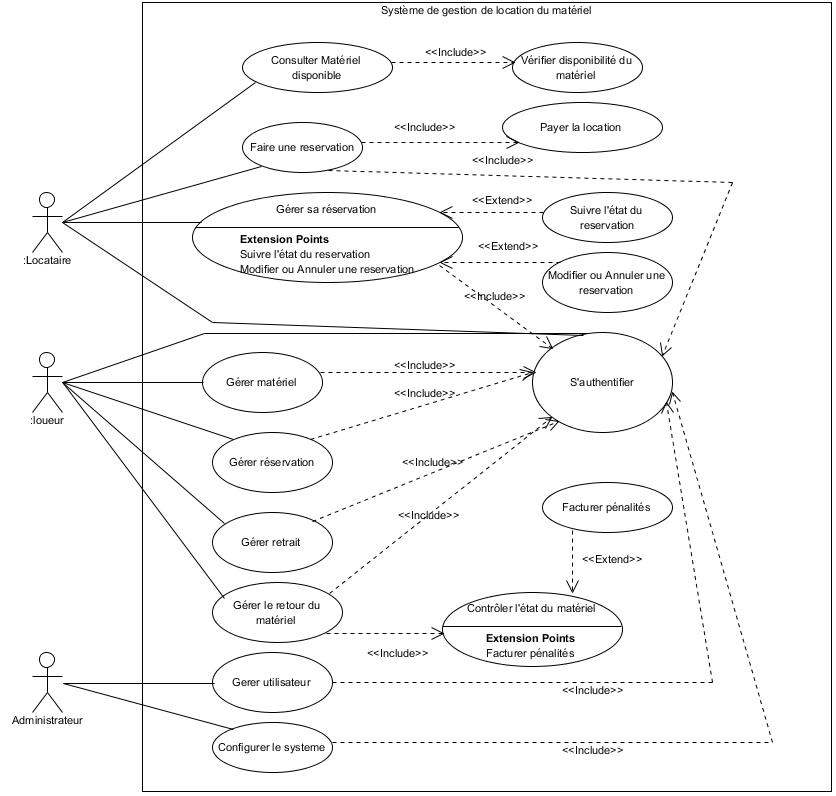 Système de gestion de location du matériel
Consulter Matériel
disponible
<<Include>>
Vérifier disponibilité du
matériel
Faire une reservation
<<Include>>
Payer la location
<<Include>>
:Locataire
Gérer sa réservation
Extension Points
Suivre l'état du reservation
Modifier ou Annuler une reservation
<<Extend>>
Suivre l'état du
reservation
<<Extend>>
Modifier ou Annuler une
reservation
<<Include>>
:loueur
Gérer matériel
<<Include>>
S'authentifier
<<Include>>
Gérer réservation
<<Include>>
Gérer retrait
<<Include>>
Facturer pénalités
<<Extend>>
Gérer le retour du
matériel
<<Include>>
Contrôler l'état du matériel
Extension Points
Facturer pénalités
Administrateur
Gerer utilisateur
<<Include>>
Configurer le systeme
<<Include>>